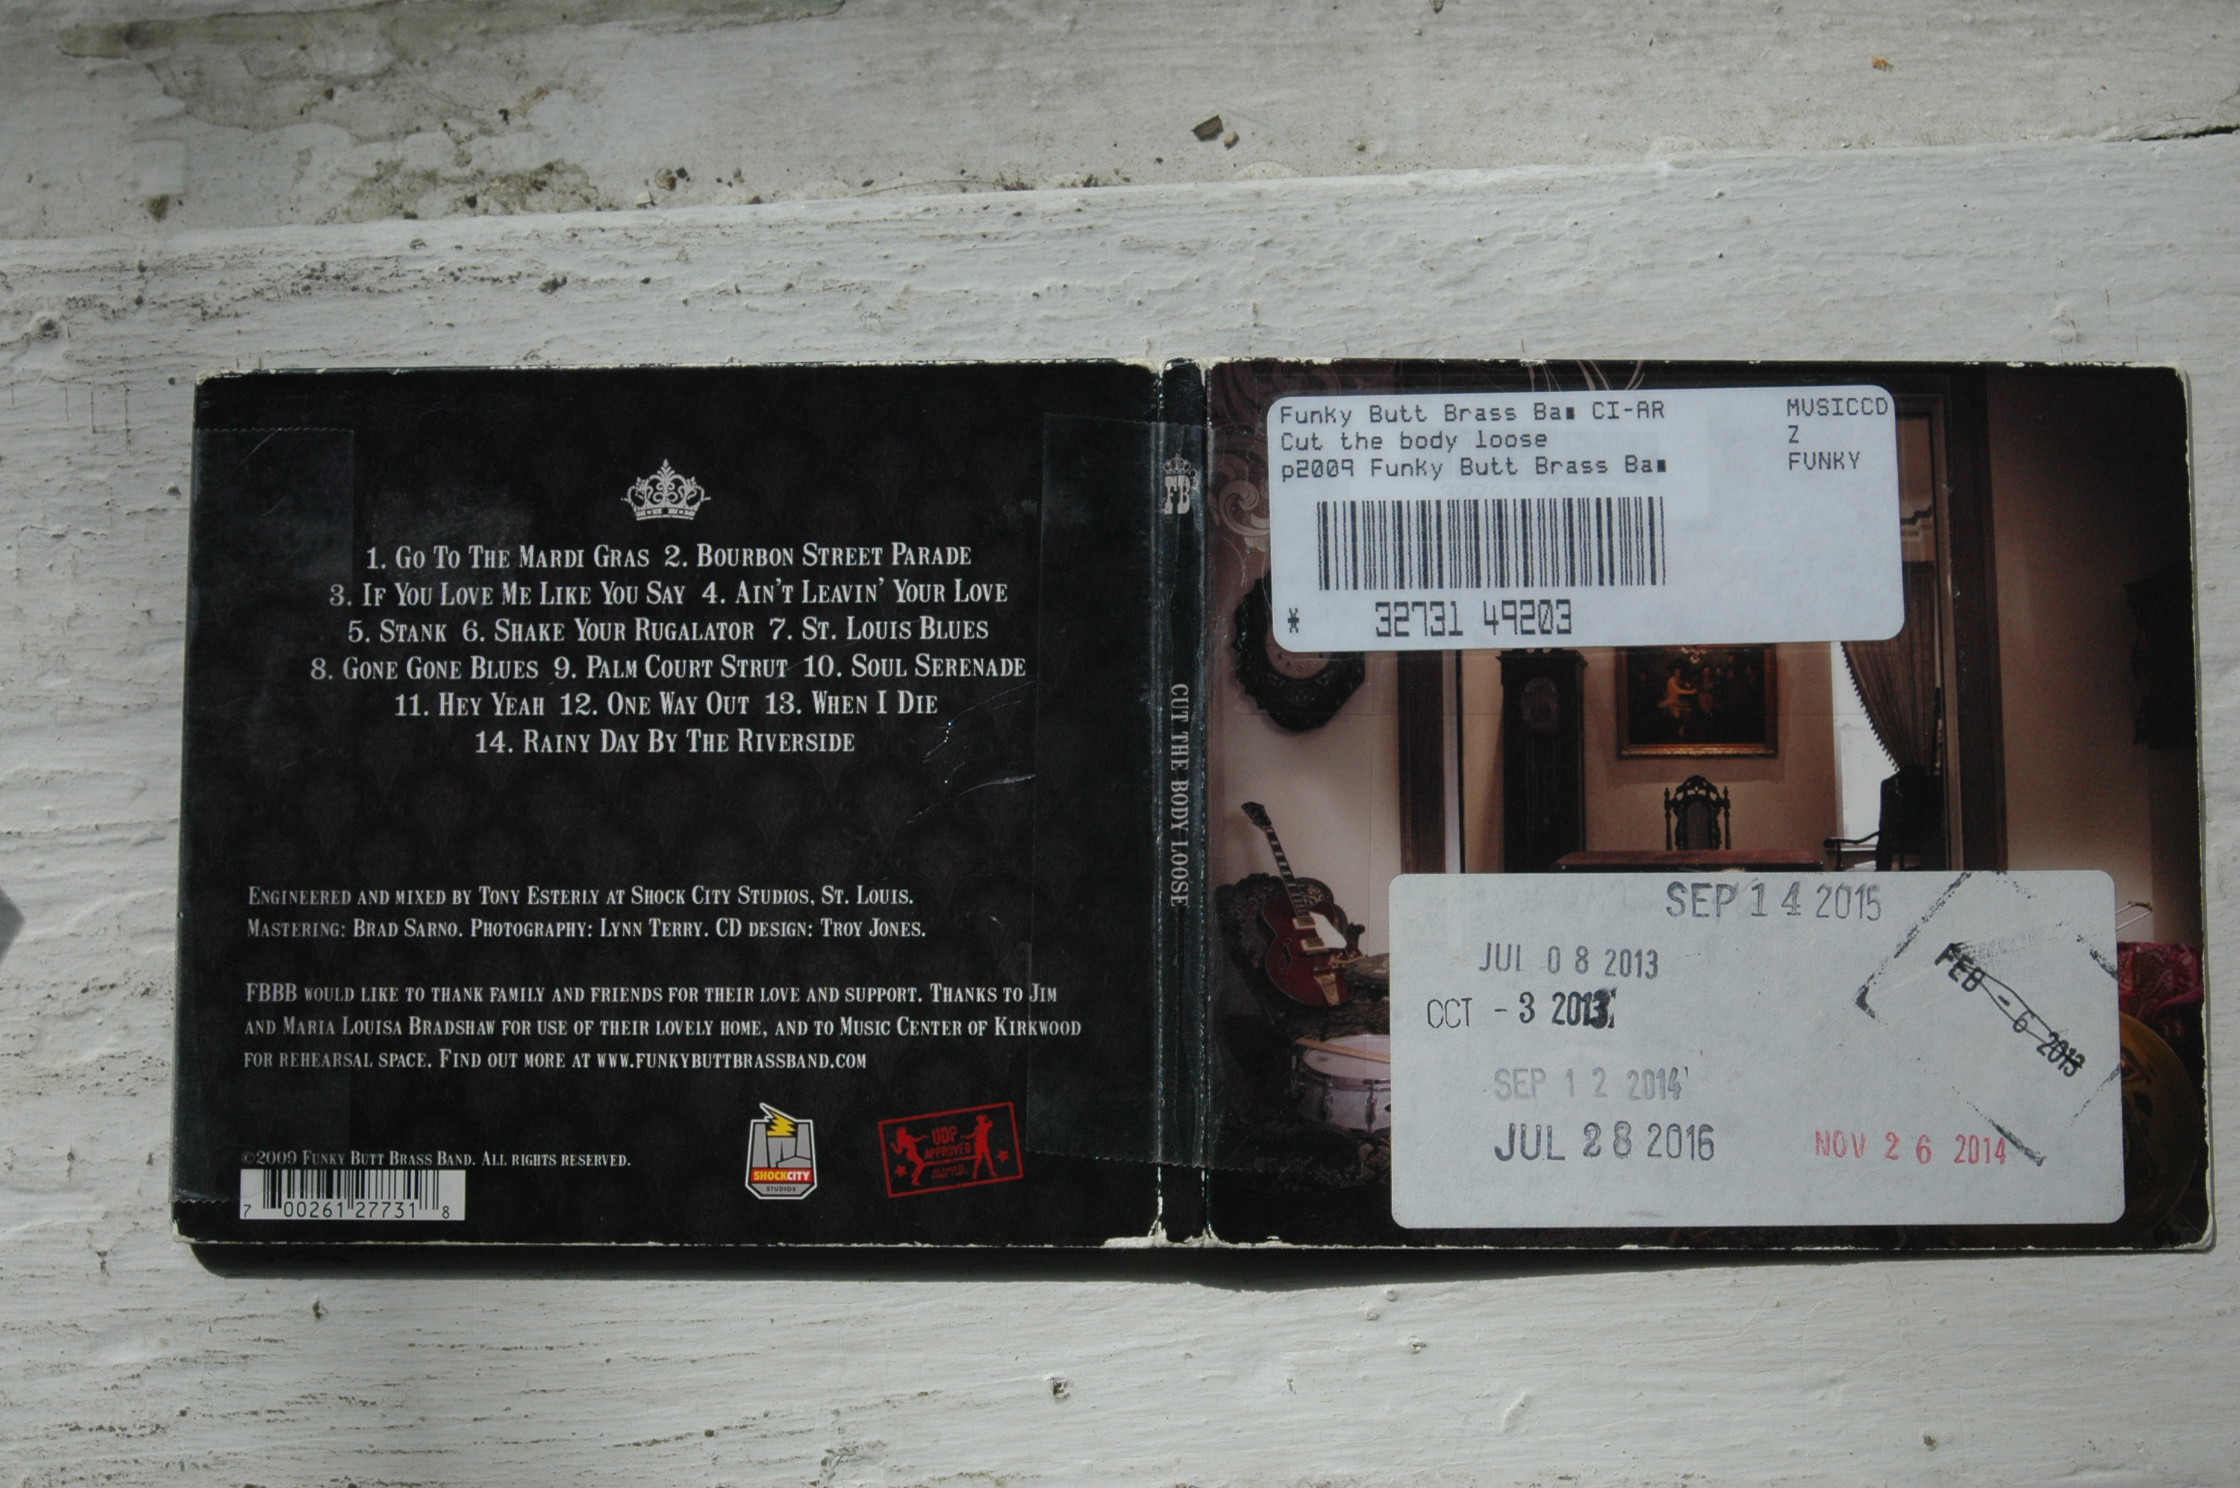 1. Go To The Mardi Gras 2. Bourbon Street Parade
3. If You Love Me Like You Say 4. Ain't Leavin' Your Love
5. Stank 6. Shake Your Rugalator 7. St. Louis Blues
8. Gone Gone Blues 9. Palm Court Strut 10. Soul Serenade
11. Hey Yeah 12. One Way Out 13. When I Die
14. Rainy Day By The Riverside
Engineered and mixed by Tony Esterly at Shock City Studios, St. Louis.
Mastering: Brad Sarno. Photography: Lynn Terry. CD design: Troy Jones.
FBBB would like to thank family and friends for their love and support. Thanks to Jim
and Maria Louisa Bradshaw for use of their lovely home, and to Music Center of Kirkwood
for rehearsal space. Find out more at www.funkybuttbrassband.com
©2009 Funky Butt Brass Band. All rights reserved.
7 00261 27731 8
SHOCKCITY
STUDIOS
UDP
APPROVED
FB
CUT THE BODY LOOSE
Funky Butt Brass Ba CI-AR
Cut the body loose
p2009 Funky Butt Brass Ba
MUSICCD
Z
FUNKY
* 32731 49203
SEP 14 2015
JUL 08 2013
OCT -3 2013
FEB -6 2013
SEP 12 2014
JUL 28 2016
NOV 26 2014